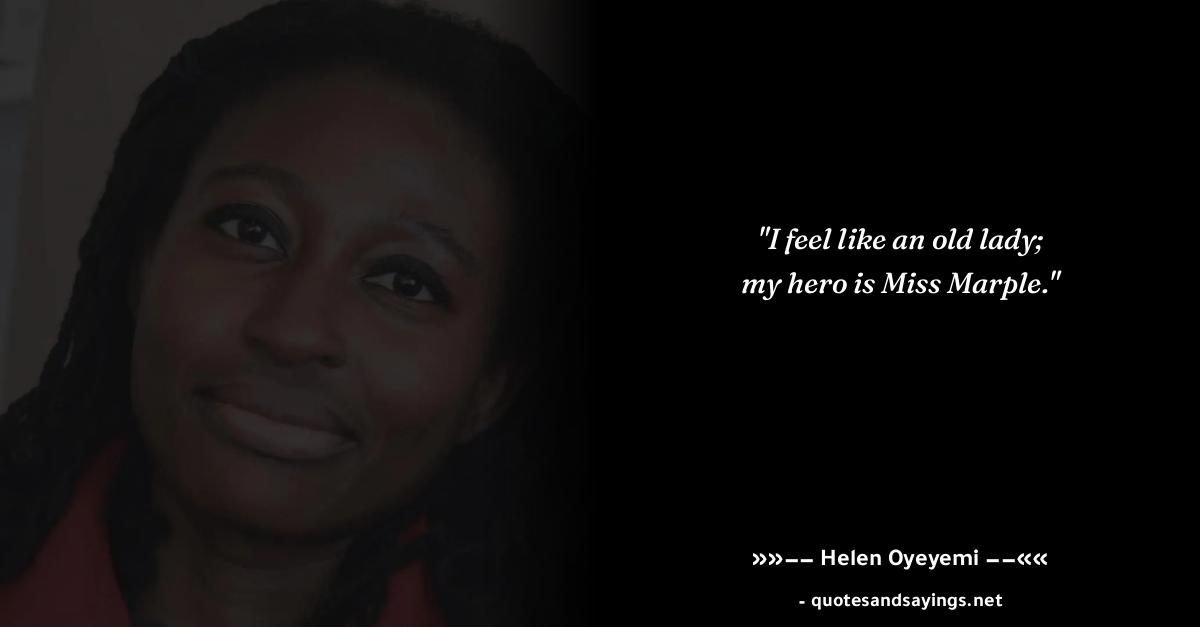 "I feel like an old lady;
my hero is Miss Marple."
»»−− Helen Oyeyemi −−««
- quotesandsayings.net